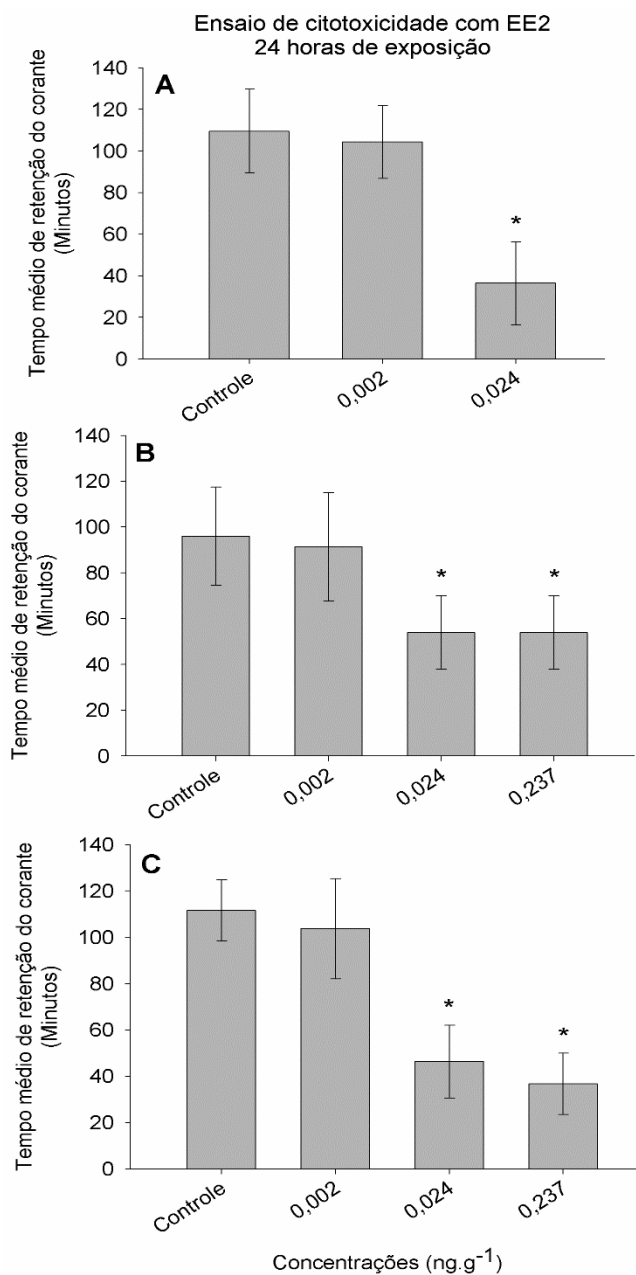 Ensaio de citotoxicidade com EE2
24 horas de exposição
A
Tempo médio de retenção do corante
(Minutos)
140
120
100
80
60
40
20
0
*
Controle
0,002
0,024
B
Tempo médio de retenção do corante
(Minutos)
140
120
100
80
60
40
20
0
*
*
Controle
0,002
0,024
0,237
C
Tempo médio de retenção do corante
(Minutos)
140
120
100
80
60
40
20
0
*
*
Controle
0,002
0,024
0,237
Concentrações (ng.g⁻¹)